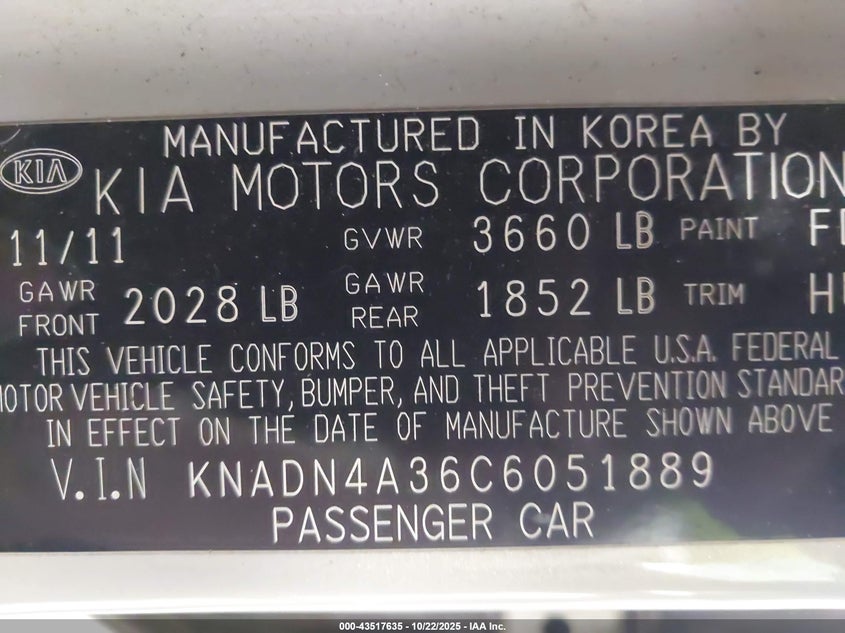 MANUFACTURED IN KOREA BY
KIA KIA MOTORS CORPORATION
11/11 GVWR 3660 LB PAINT
GAWR FRONT 2028 LB GAWR REAR 1852 LB TRIM
THIS VEHICLE CONFORMS TO ALL APPLICABLE U.S.A. FEDERAL
MOTOR VEHICLE SAFETY, BUMPER, AND THEFT PREVENTION STANDAR
IN EFFECT ON THE DATE OF MANUFACTURE SHOWN ABOVE
V.I.N KNADN4A36C6051889
PASSENGER CAR
000-43517635 - 10/22/2025 - IAA Inc.